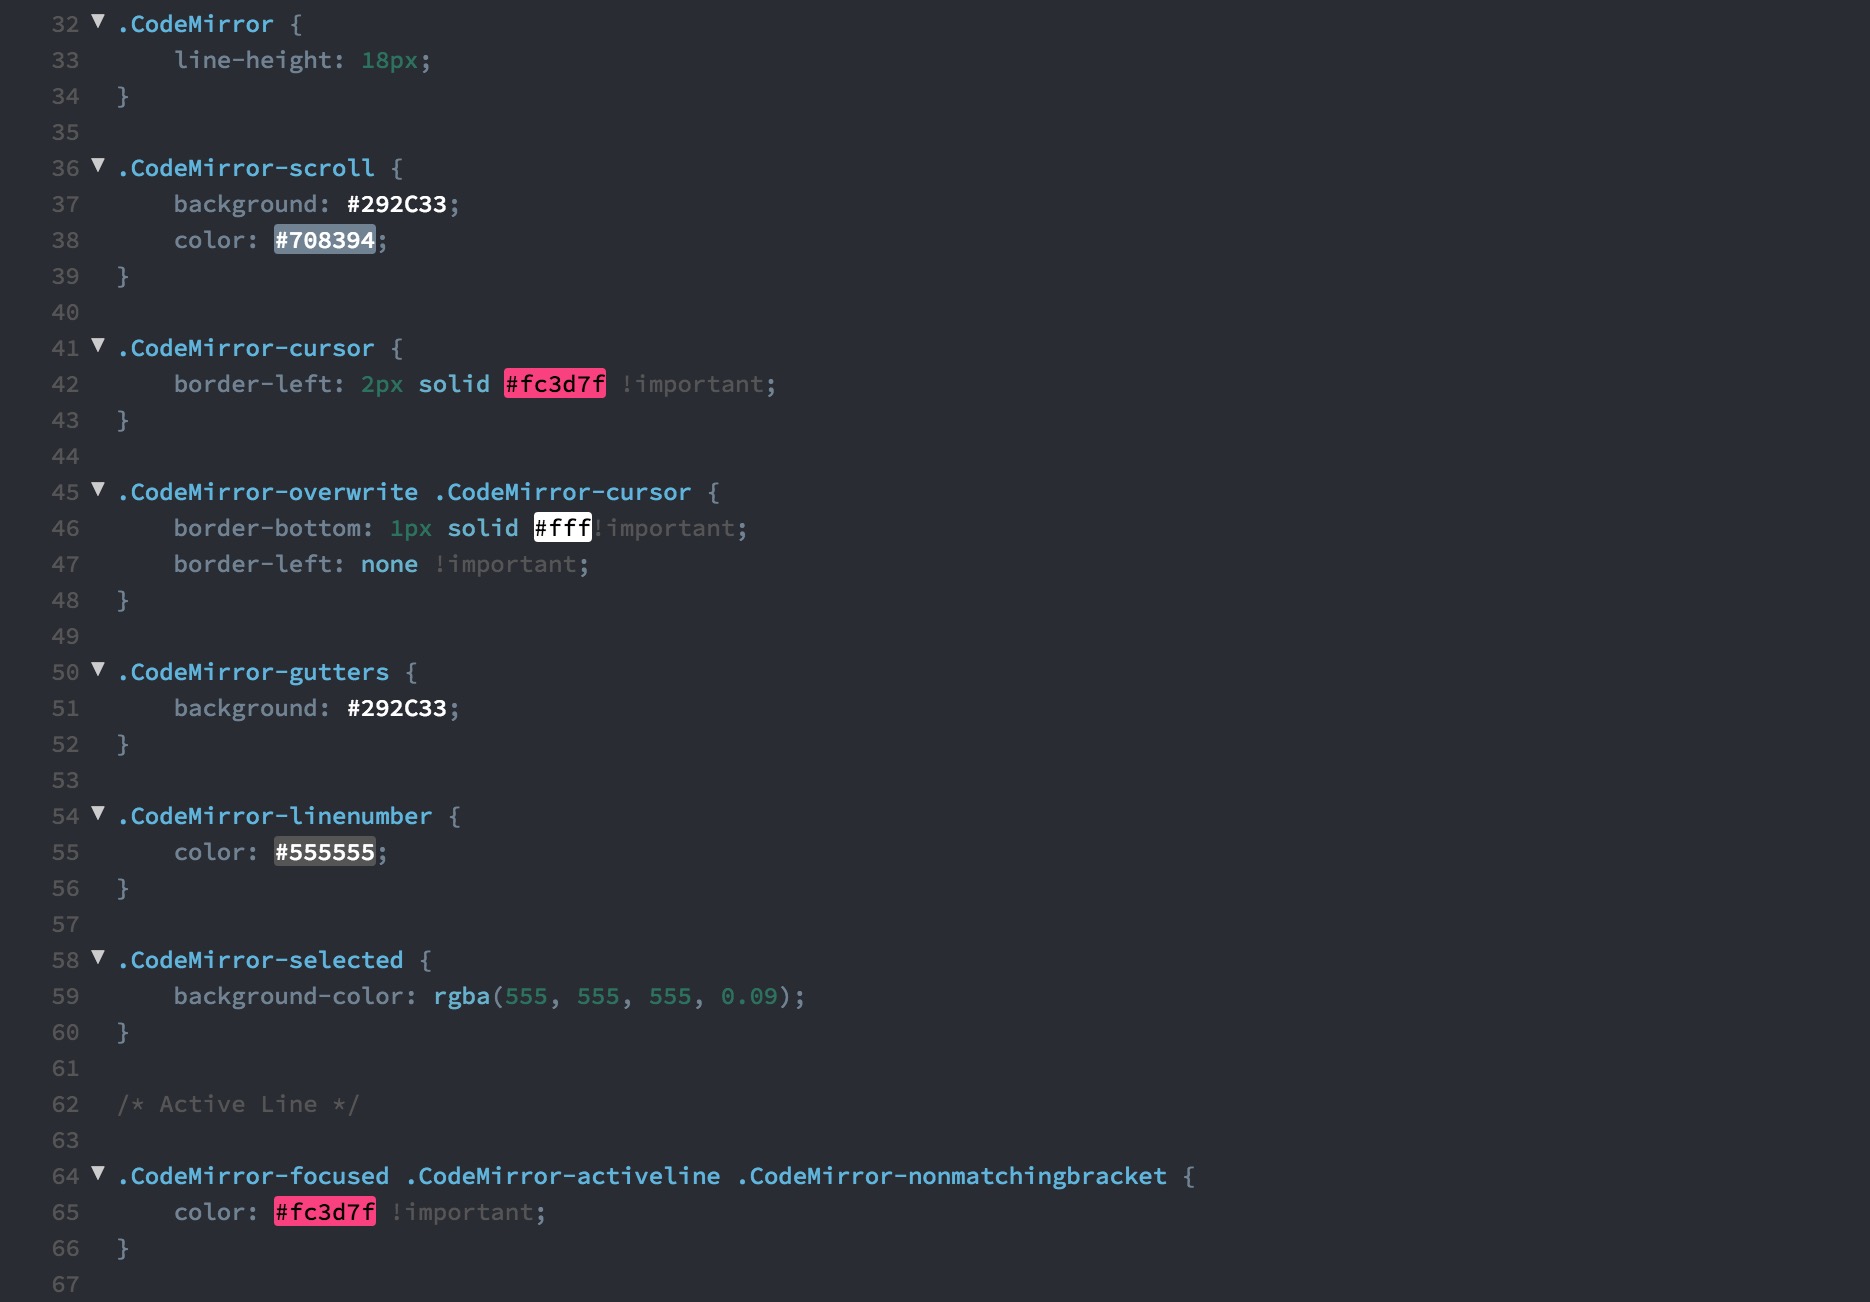 32 ▼ .CodeMirror {
33     line-height: 18px;
34 }
35
36 ▼ .CodeMirror-scroll {
37     background: #292C33;
38     color: #708394;
39 }
40
41 ▼ .CodeMirror-cursor {
42     border-left: 2px solid #fc3d7f !important;
43 }
44
45 ▼ .CodeMirror-overwrite .CodeMirror-cursor {
46     border-bottom: 1px solid #fff!important;
47     border-left: none !important;
48 }
49
50 ▼ .CodeMirror-gutters {
51     background: #292C33;
52 }
53
54 ▼ .CodeMirror-linenumber {
55     color: #555555;
56 }
57
58 ▼ .CodeMirror-selected {
59     background-color: rgba(555, 555, 555, 0.09);
60 }
61
62 /* Active Line */
63
64 ▼ .CodeMirror-focused .CodeMirror-activeline .CodeMirror-nonmatchingbracket {
65     color: #fc3d7f !important;
66 }
67